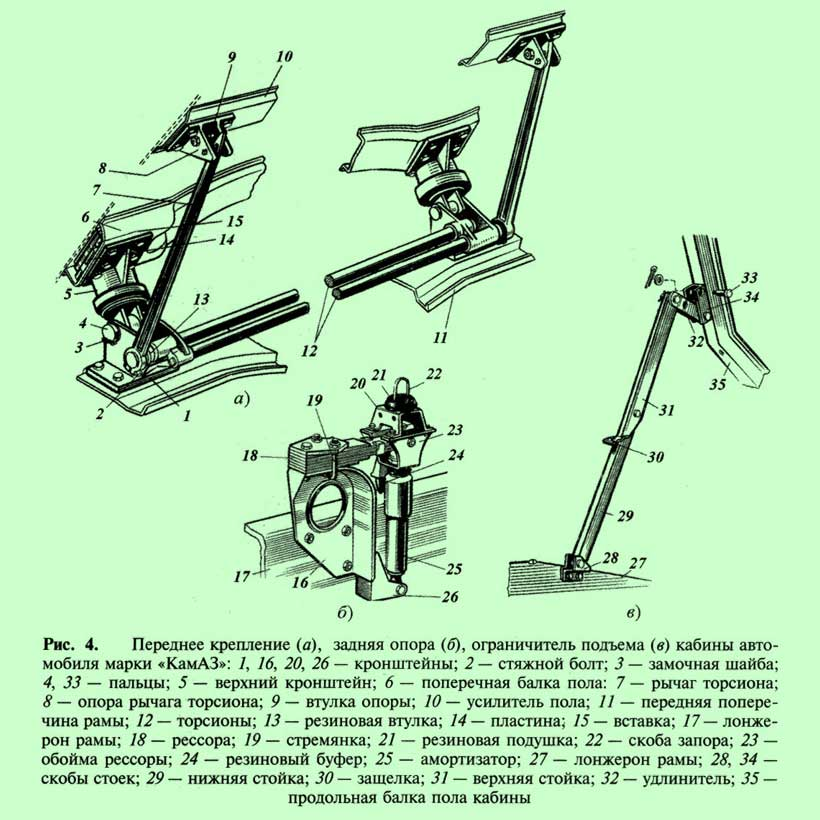 9
10
8
7
6
15
14
5
13
4
3
2
1
а)
12
11
33
34
32
35
31
30
29
28
27
в)
22
21
20
19
18
23
24
17
16
25
26
б)
Рис. 4. Переднее крепление (а), задняя опора (б), ограничитель подъема (в) кабины авто-
мобиля марки «КамАЗ»: 1, 16, 20, 26 — кронштейны; 2 — стяжной болт; 3 — замочная шайба;
4, 33 — пальцы; 5 — верхний кронштейн; 6 — поперечная балка пола: 7 — рычаг торсиона;
8 — опора рычага торсиона; 9 — втулка опоры; 10 — усилитель пола; 11 — передняя попере-
чина рамы; 12 — торсионы; 13 — резиновая втулка; 14 — пластина; 15 — вставка; 17 — лонже-
рон рамы; 18 — рессора; 19 — стремянка; 21 — резиновая подушка; 22 — скоба запора; 23 —
обойма рессоры; 24 — резиновый буфер; 25 — амортизатор; 27 — лонжерон рамы; 28, 34 —
скобы стоек; 29 — нижняя стойка; 30 — защелка; 31 — верхняя стойка; 32 — удлинитель; 35 —
продольная балка пола кабины